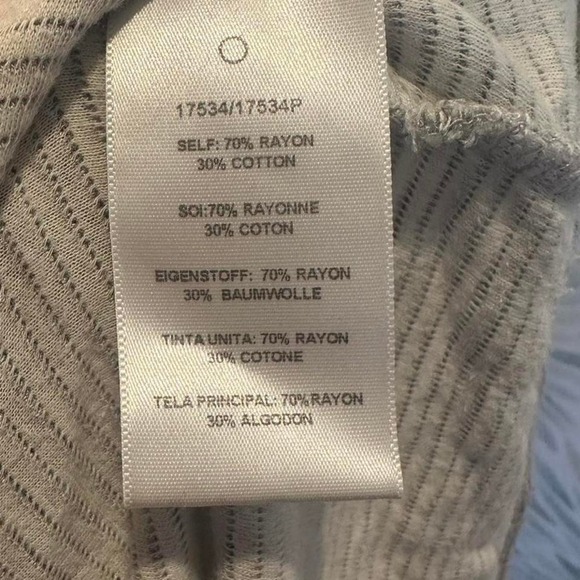 17534/17534P
SELF: 70% RAYON
30% COTTON
SOI:70% RAYONNE
30% COTON
EIGENSTOFF: 70% RAYON
30% BAUMWOLLE
TINTA UNITA: 70% RAYON
30% COTONE
TELA PRINCIPAL: 70%RAYON
30% ALGODON